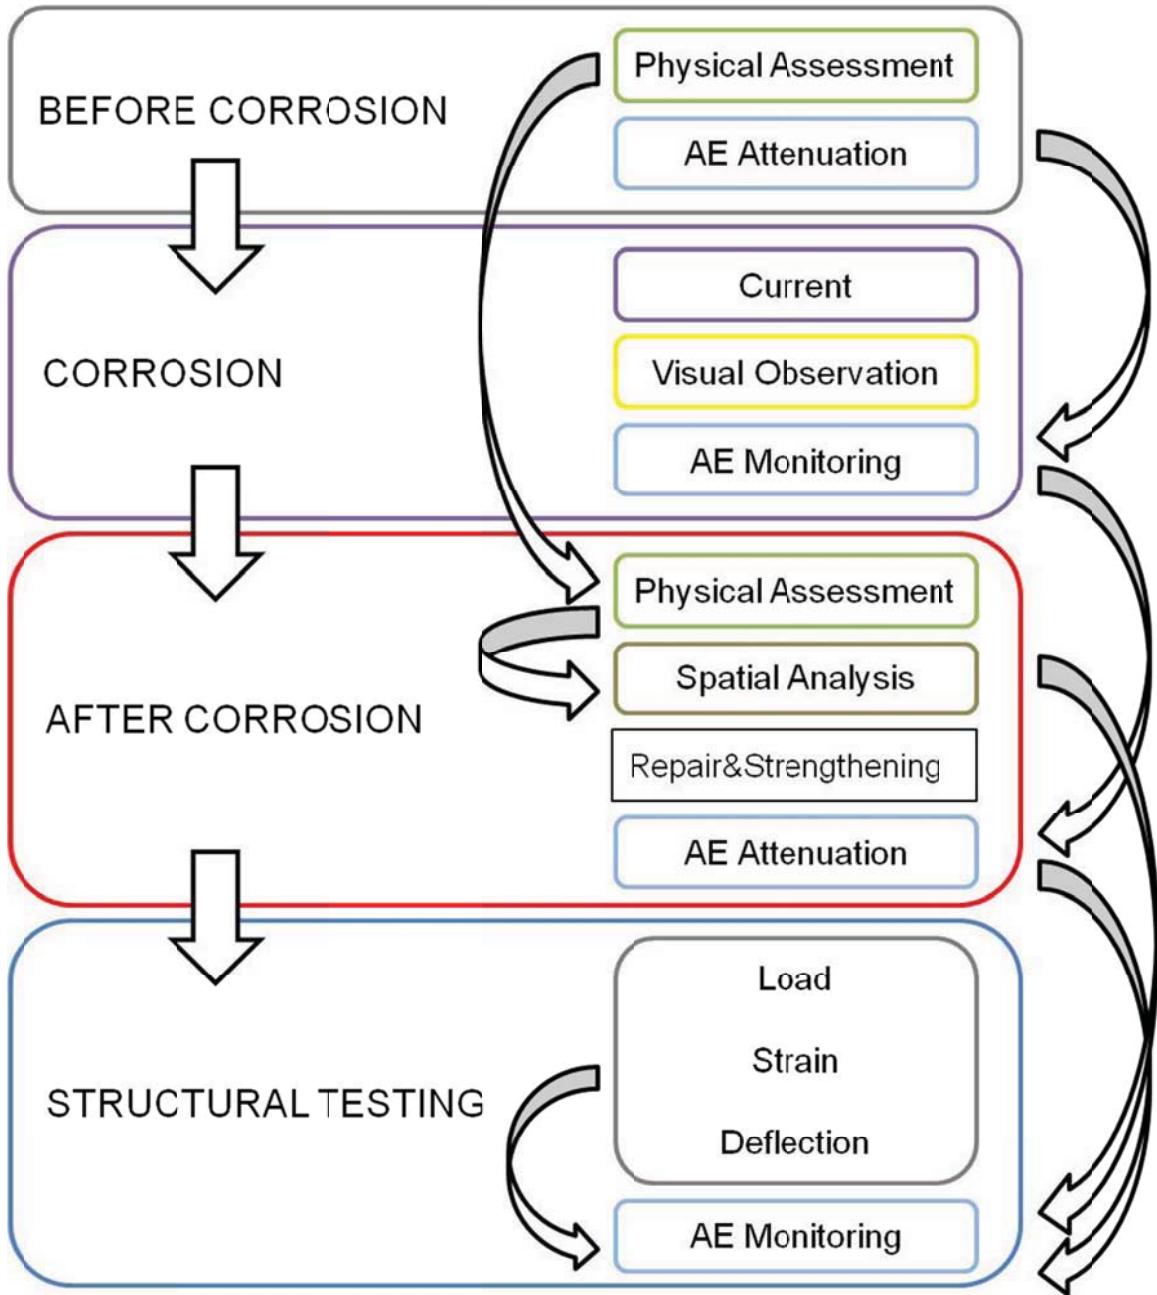 BEFORE CORROSION
Physical Assessment
AE Attenuation
CORROSION
Current
Visual Observation
AE Monitoring
AFTER CORROSION
Physical Assessment
Spatial Analysis
Repair&Strengthening
AE Attenuation
STRUCTURAL TESTING
Load
Strain
Deflection
AE Monitoring